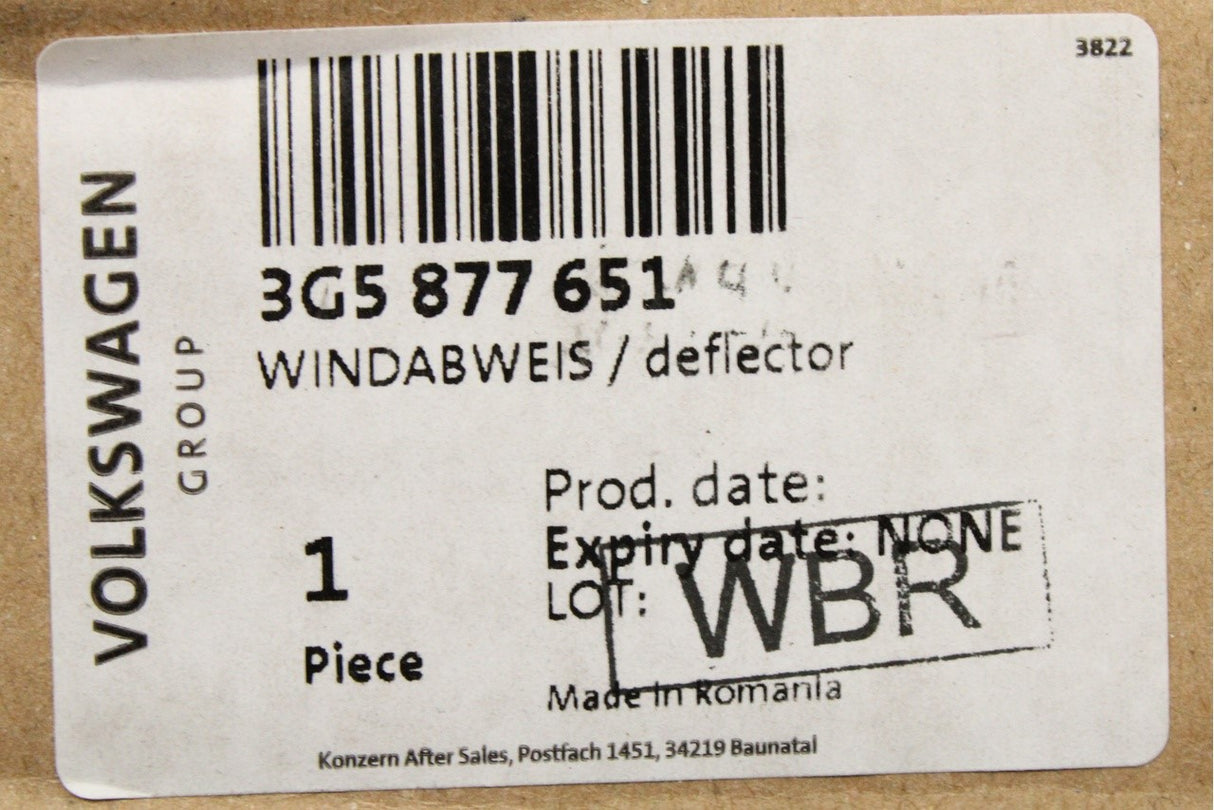 3822
VOLKSWAGEN
GROUP
3G5 877 651
WINDABWEIS / deflector
Prod. date:
Expiry date: NONE
LOT:
WBR
1
Piece
Made in Romania
Konzern After Sales, Postfach 1451, 34219 Baunatal